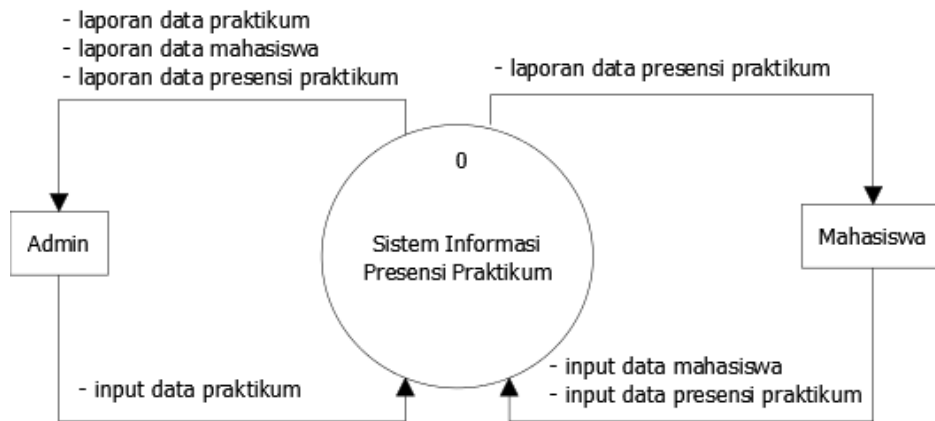 - laporan data praktikum
- laporan data mahasiswa
- laporan data presensi praktikum
- laporan data presensi praktikum
0
Admin
Sistem Informasi
Presensi Praktikum
Mahasiswa
- input data praktikum
- input data mahasiswa
- input data presensi praktikum